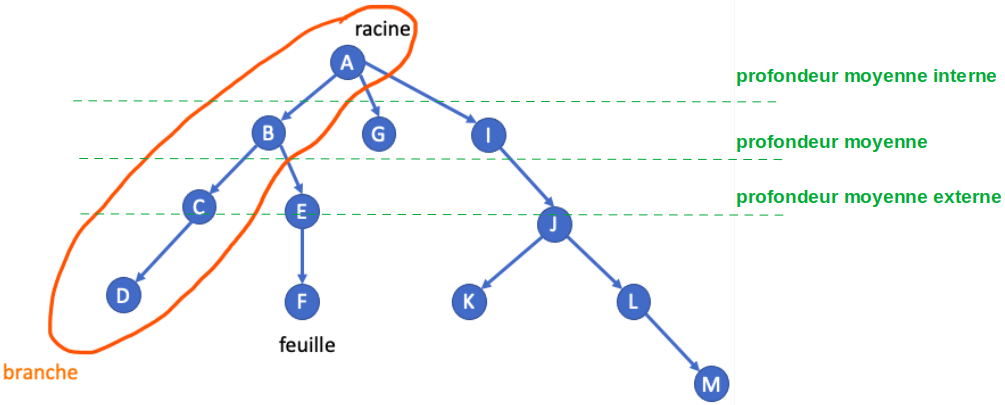 racine
A
profondeur moyenne interne
B
G
I
profondeur moyenne
C
E
profondeur moyenne externe
J
D
F
K
L
feuille
branche
M